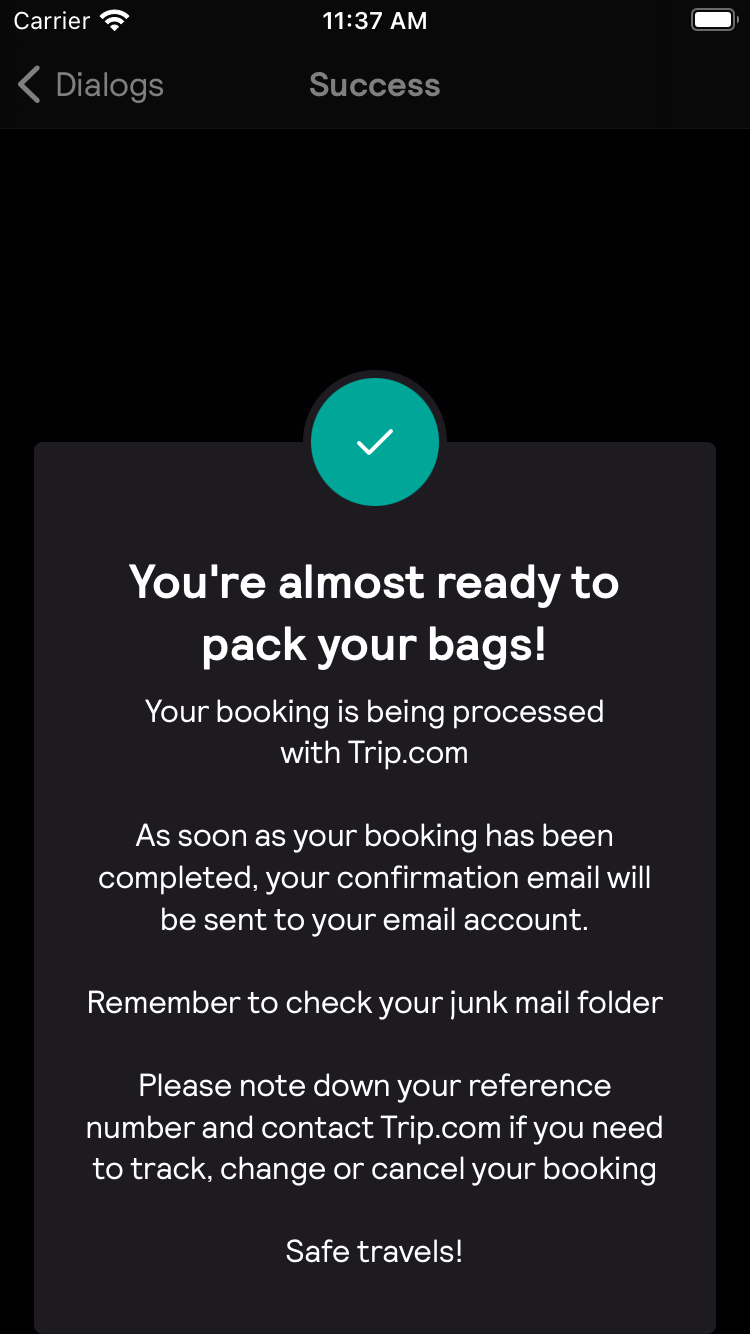 Carrier 11:37 AM
Dialogs Success
You're almost ready to
pack your bags!
Your booking is being processed
with Trip.com
As soon as your booking has been
completed, your confirmation email will
be sent to your email account.
Remember to check your junk mail folder
Please note down your reference
number and contact Trip.com if you need
to track, change or cancel your booking
Safe travels!